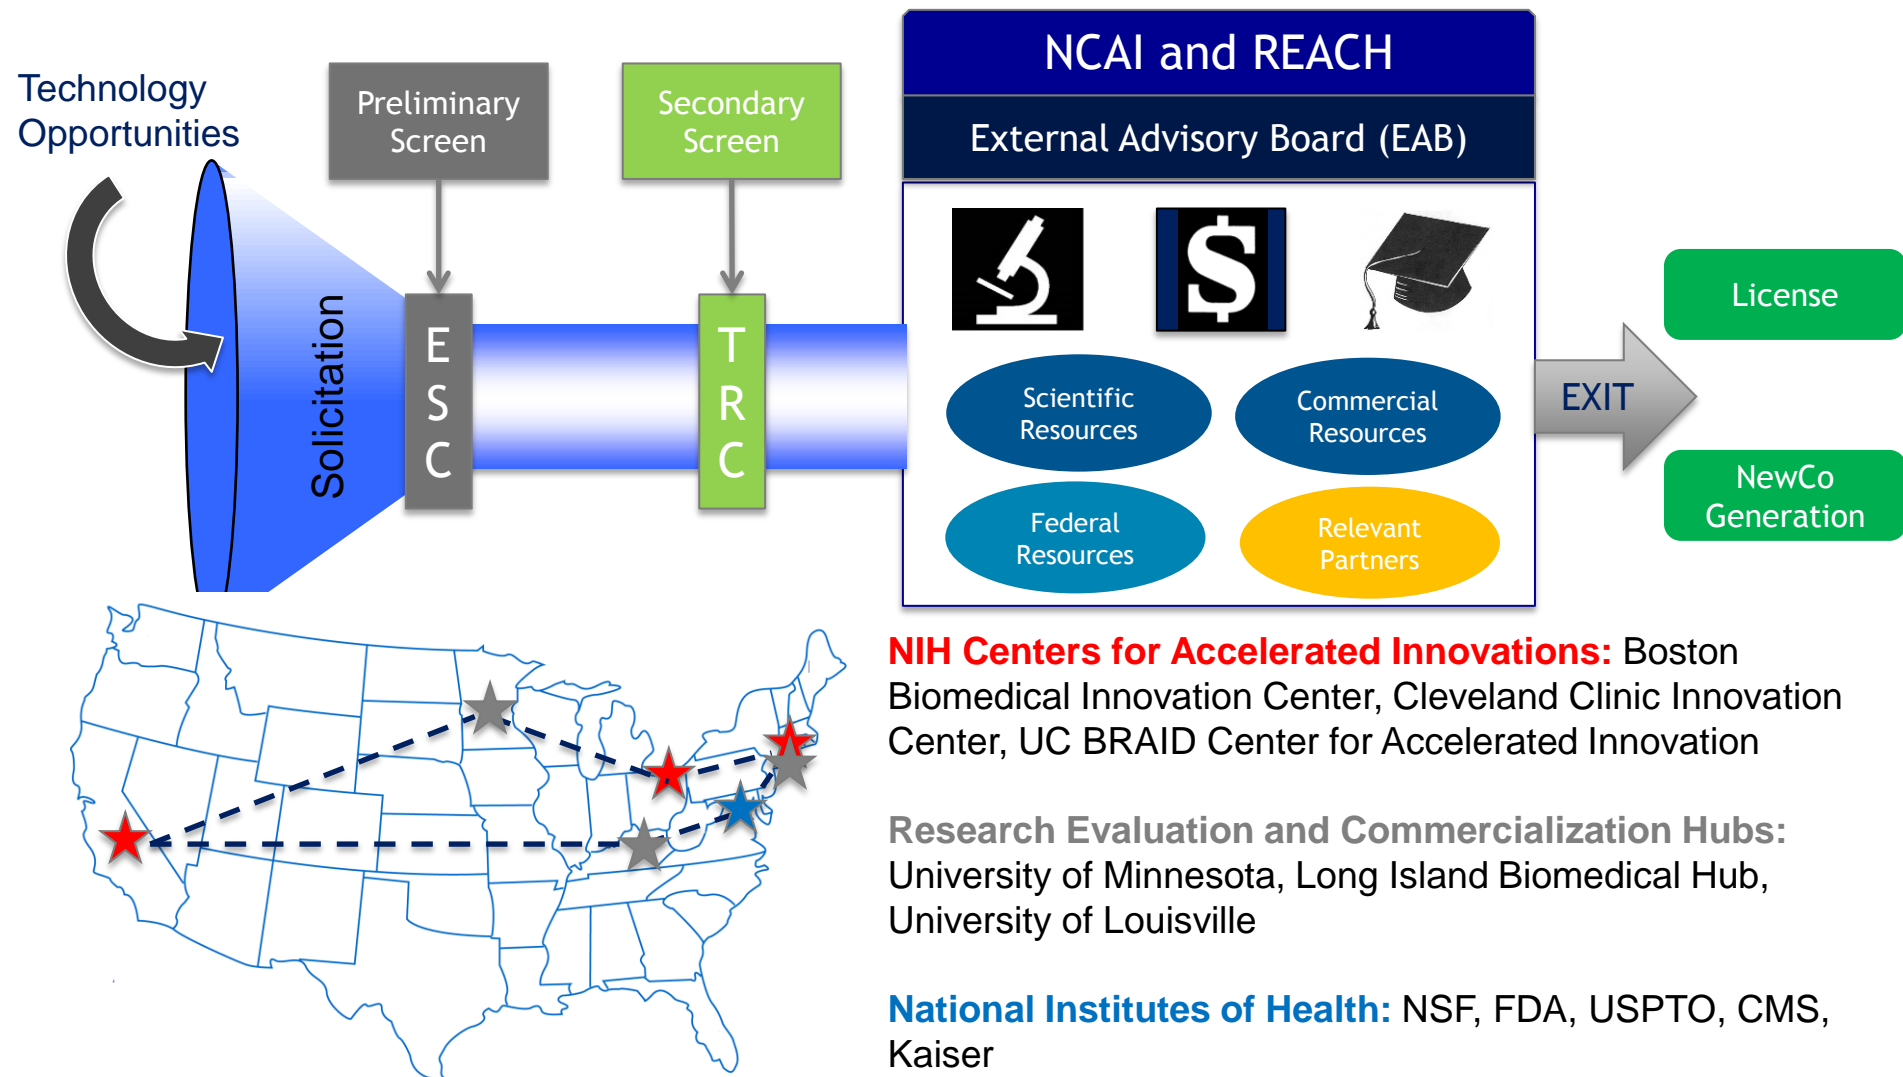 Technology
Opportunities
Preliminary
Screen
Secondary
Screen
NCAI and REACH
External Advisory Board (EAB)
Solicitation
E
S
C
T
R
C
$
Scientific
Resources
Commercial
Resources
Federal
Resources
Relevant
Partners
EXIT
License
NewCo
Generation
NIH Centers for Accelerated Innovations: Boston
Biomedical Innovation Center, Cleveland Clinic Innovation
Center, UC BRAID Center for Accelerated Innovation
Research Evaluation and Commercialization Hubs:
University of Minnesota, Long Island Biomedical Hub,
University of Louisville
National Institutes of Health: NSF, FDA, USPTO, CMS,
Kaiser